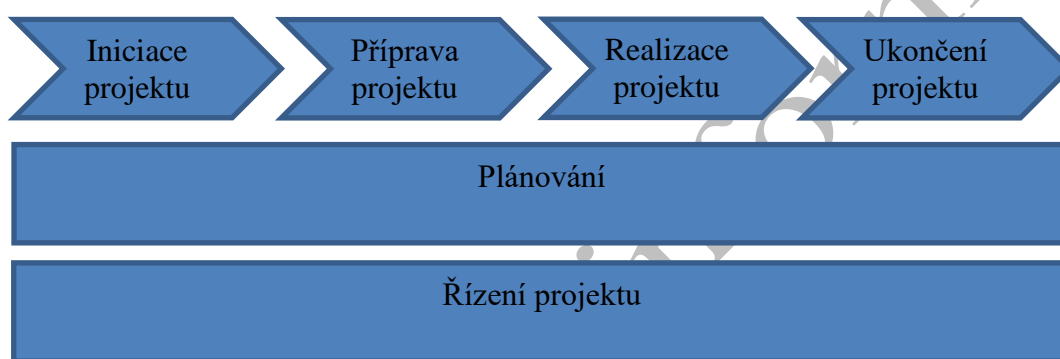 Iniciace
projektu
Příprava
projektu
Realizace
projektu
Ukončení
projektu
Plánování
Řízení projektu